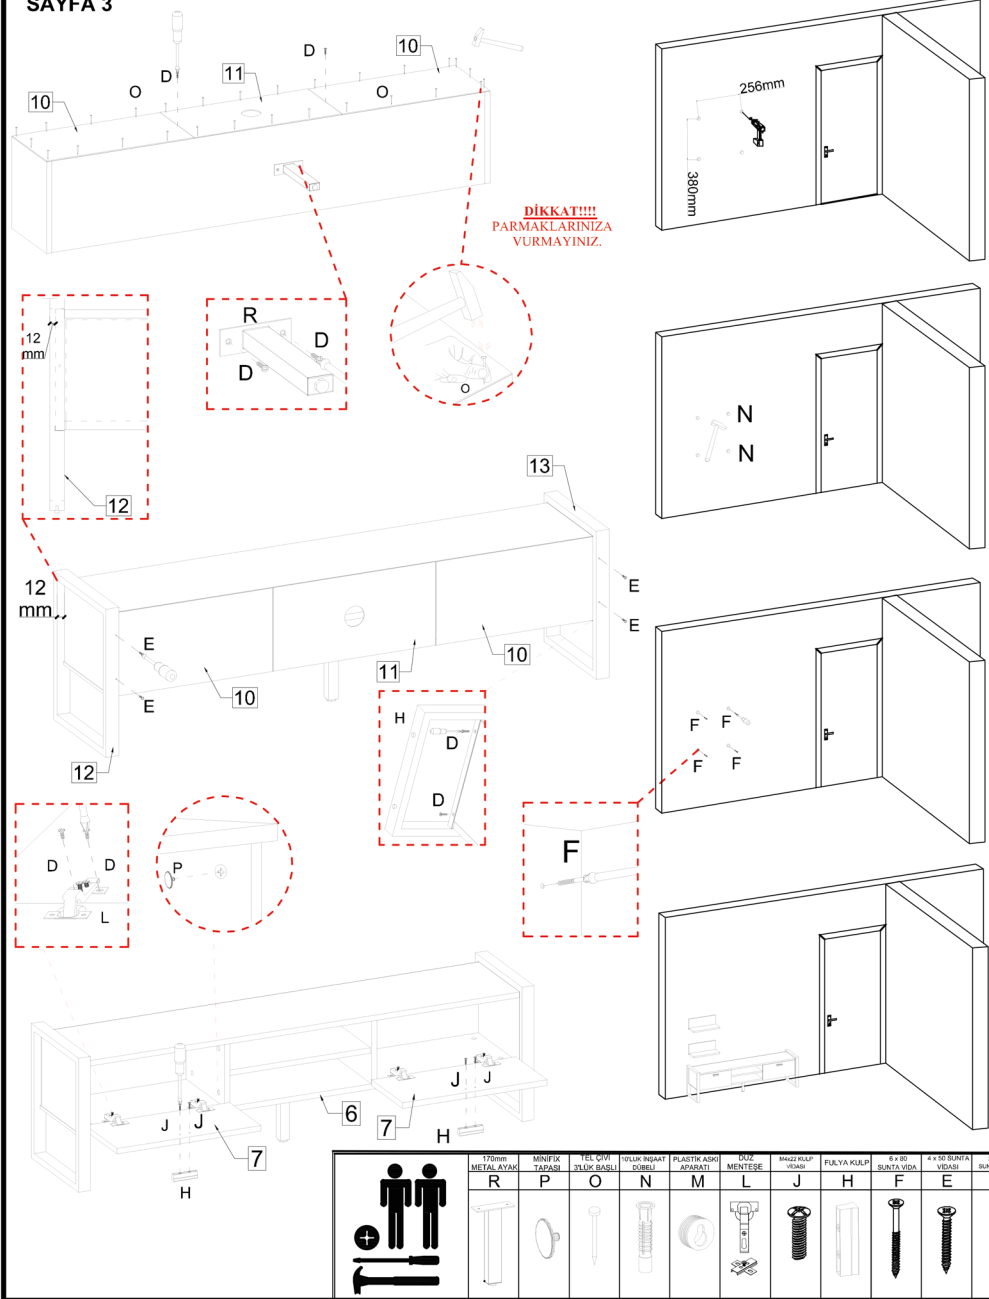 SAYFA 3
D
D
10
11
10
O
O
DİKKAT!!!!
PARMAKLARINIZA
VURMAYINIZ.
256mm
380mm
12
mm
12
R
D
D
O
N
N
13
12
mm
E
E
E
E
10
11
10
12
H
D
D
F
F
F
F
F
D
D
L
P
J
J
J
J
6
7
7
H
H
170mm
METAL AYAK
R
MİNİFİX
TAPASI
P
TEL ÇİVİ
3'LÜK BAŞLI
O
10'LUK İNŞAAT
DÜBELİ
N
PLASTİK ASKI
APARATI
M
DÜZ
MENTEŞE
L
M4x22 KULP
VİDASI
J
FULYA KULP
H
6 x 80
SUNTA VİDA
F
4 x 50 SUNTA
VİDASI
E